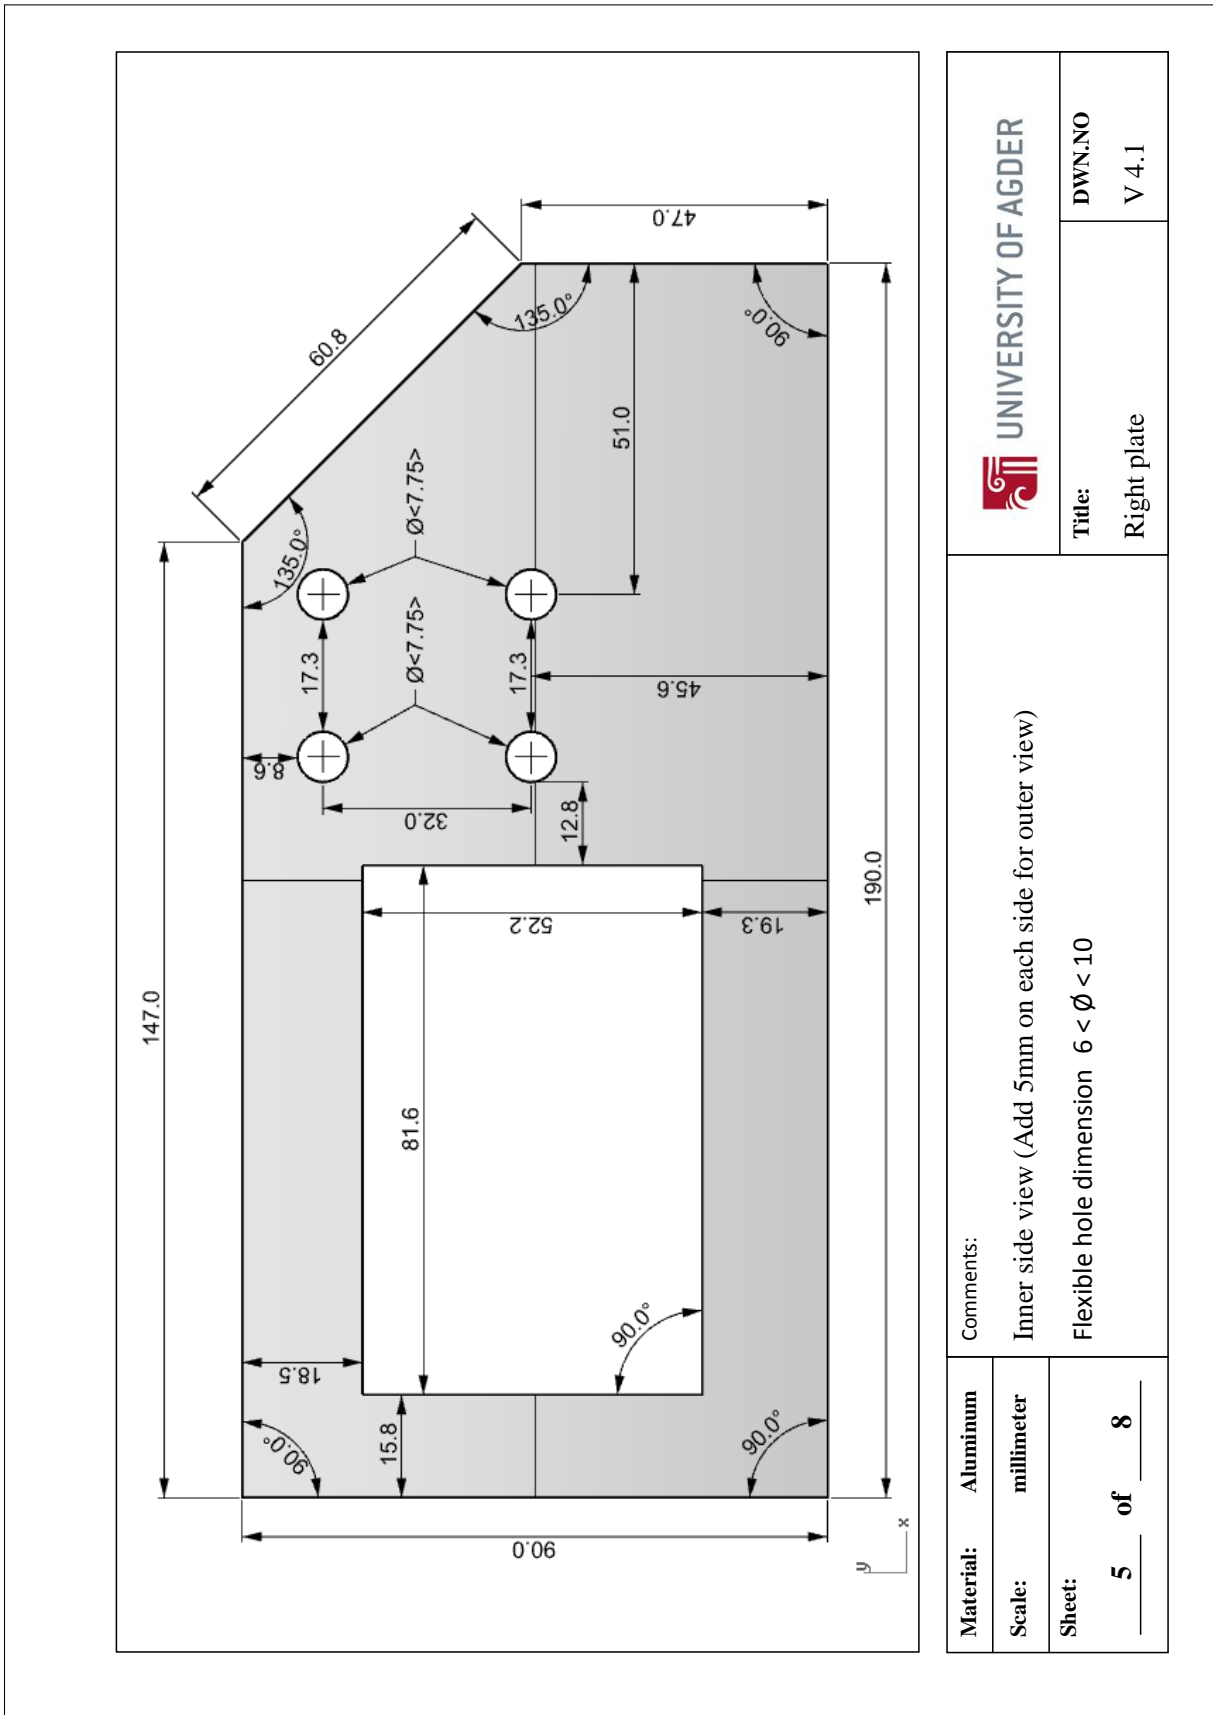 147.0
60.8
47.0
135.0°
135.0°
90.0°
51.0
Ø<7.75>
Ø<7.75>
17.3
17.3
45.6
8.6
32.0
12.8
190.0
52.2
19.3
81.6
90.0°
18.5
15.8
90.0°
90.0°
90.0
y
x
Material: Aluminum
Scale: millimeter
Sheet:
5 of 8
Comments:
Inner side view (Add 5mm on each side for outer view)
Flexible hole dimension 6 < Ø < 10
UNIVERSITY OF AGDER
Title:
Right plate
DWN.NO
V 4.1